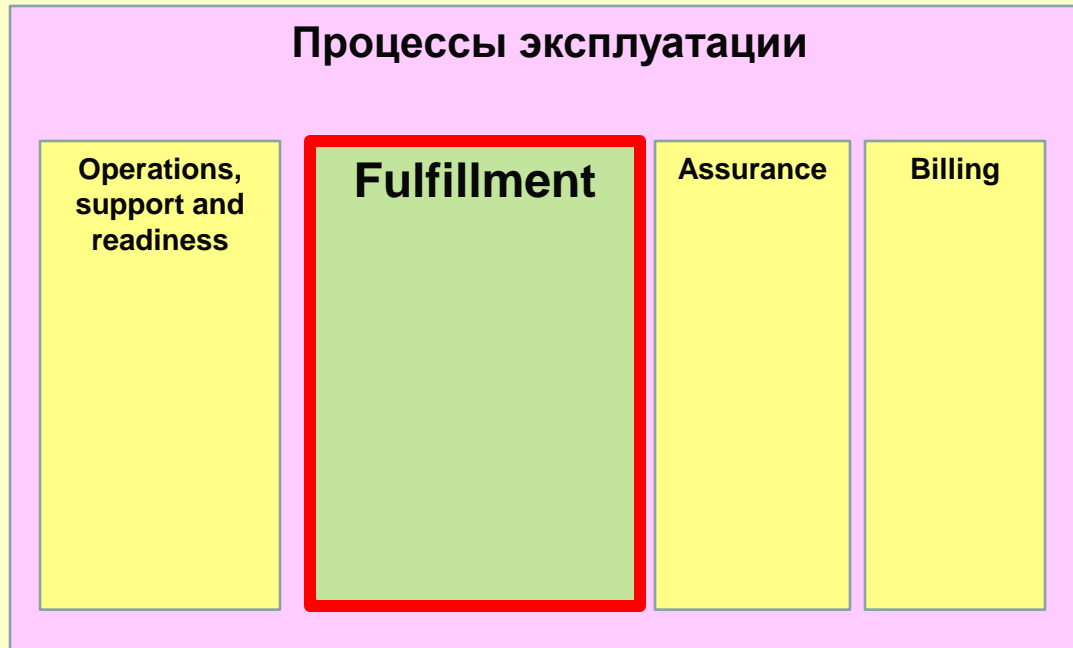 Процессы эксплуатации
Operations,
support and
readiness
Fulfillment
Assurance
Billing